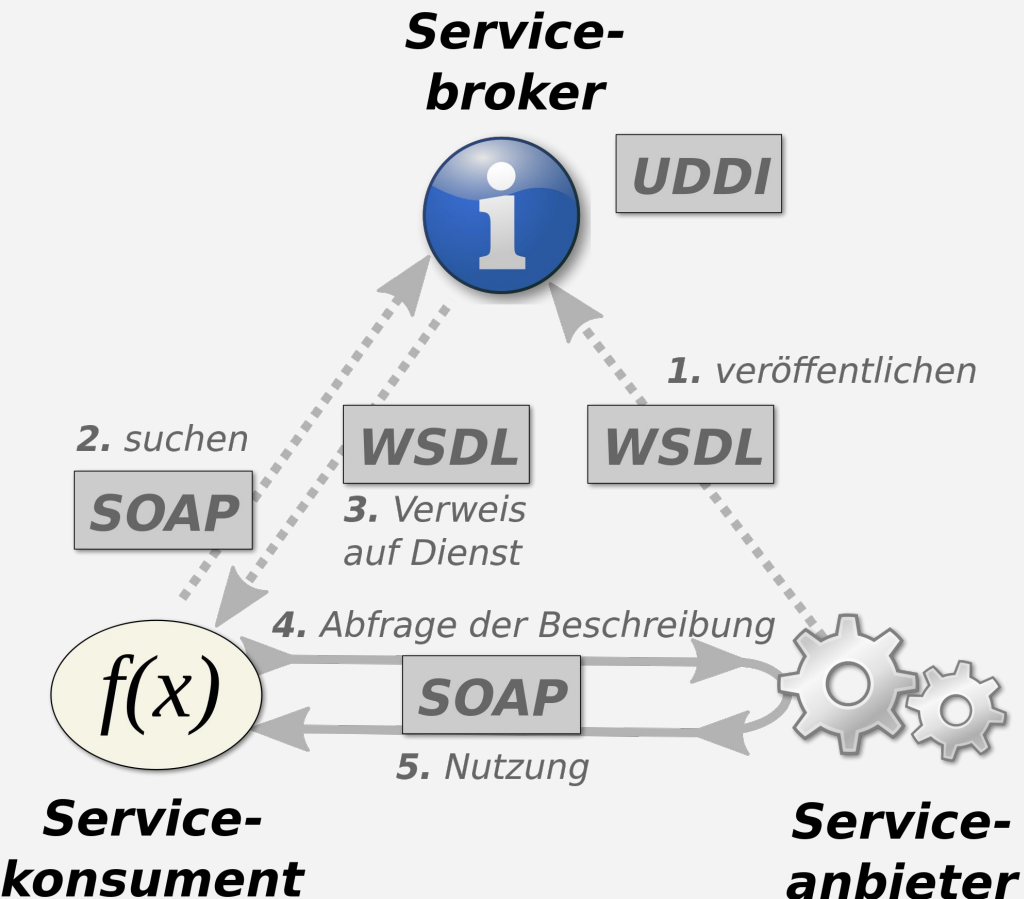 Service-
broker
i
UDDI
1. veröffentlichen
2. suchen
WSDL
WSDL
SOAP
3. Verweis
auf Dienst
4. Abfrage der Beschreibung
f(x)
SOAP
5. Nutzung
Service-
konsument
Service-
anbieter